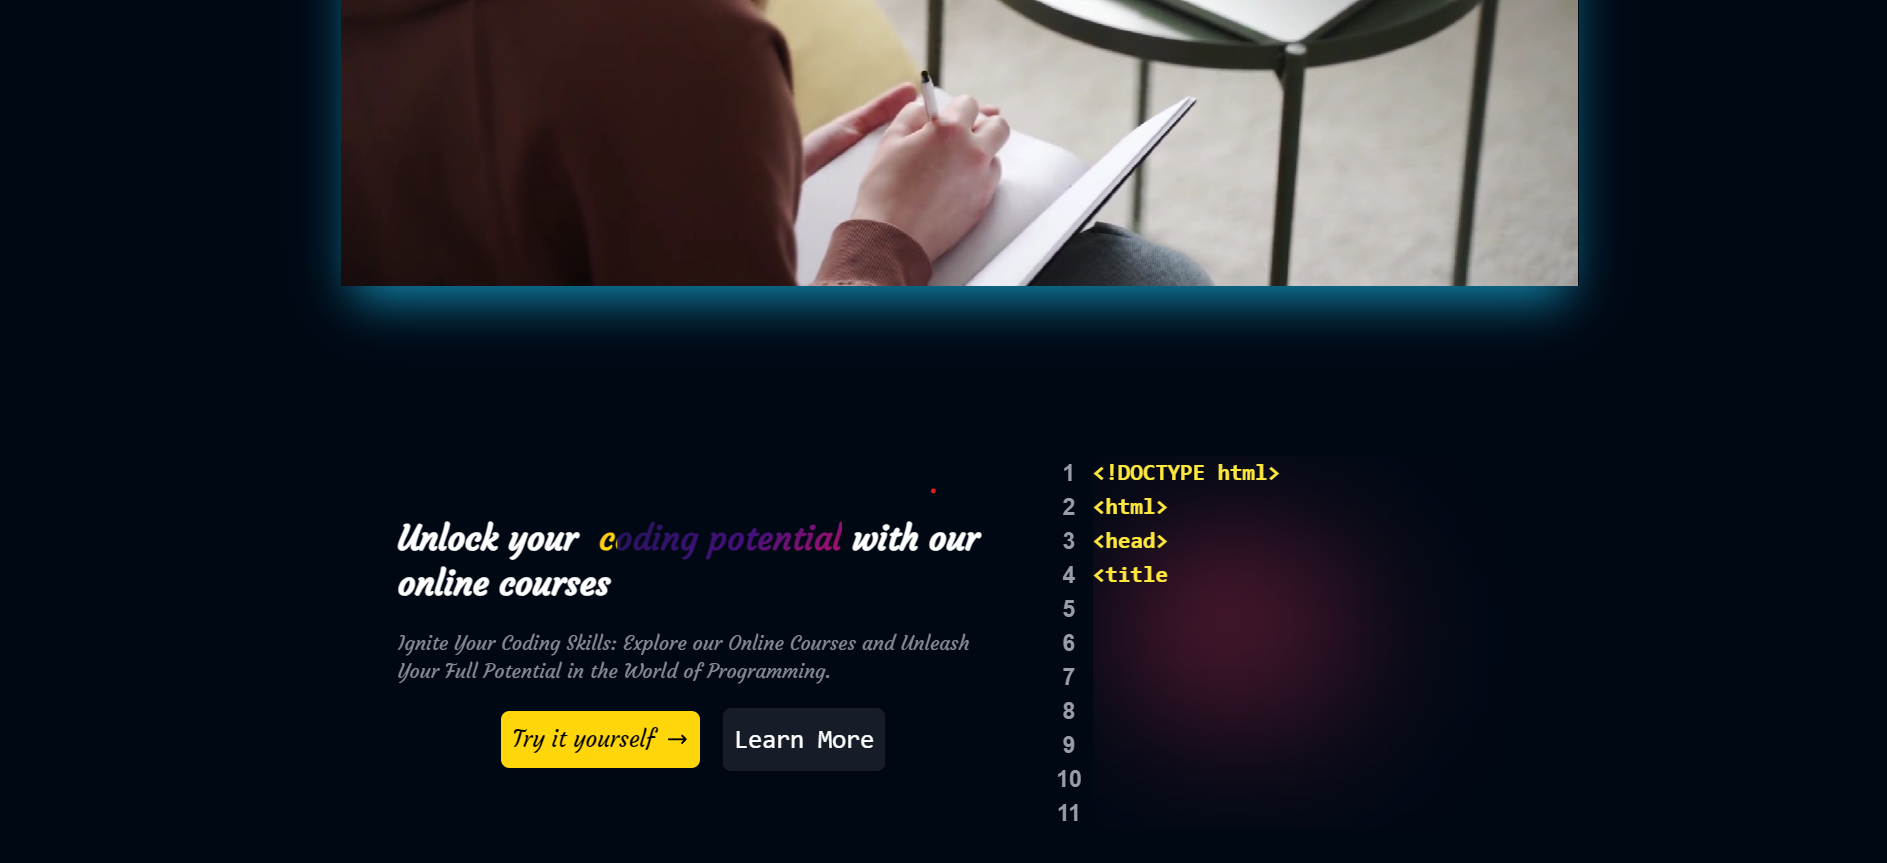 Unlock your coding potential with our
online courses
Ignite Your Coding Skills: Explore our Online Courses and Unleash
Your Full Potential in the World of Programming.
Try it yourself →
Learn More
1 <!DOCTYPE html>
2 <html>
3 <head>
4 <title
5
6
7
8
9
10
11